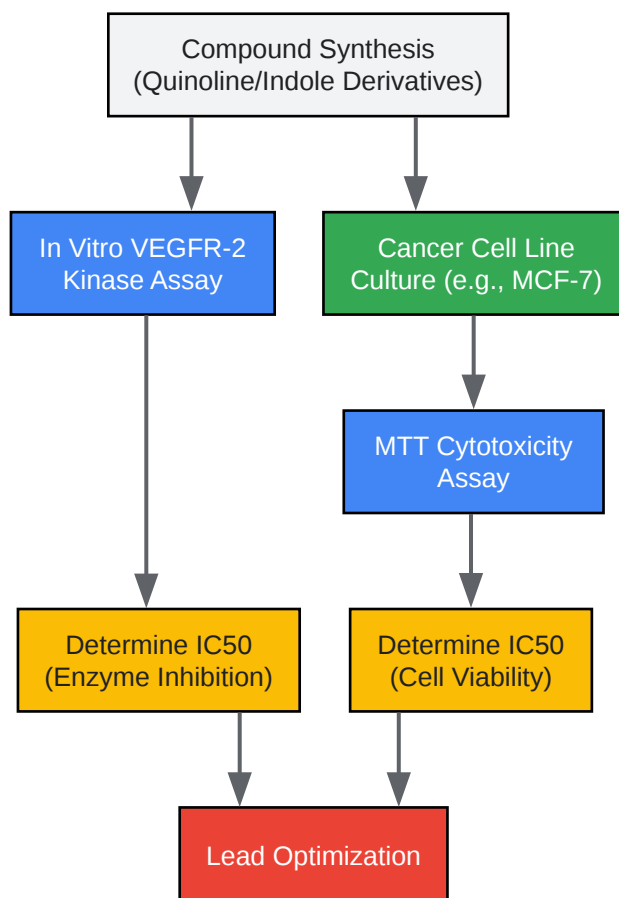 Compound Synthesis
(Quinoline/Indole Derivatives)
In Vitro VEGFR-2
Kinase Assay
Cancer Cell Line
Culture (e.g., MCF-7)
MTT Cytotoxicity
Assay
Determine IC50
(Enzyme Inhibition)
Determine IC50
(Cell Viability)
Lead Optimization